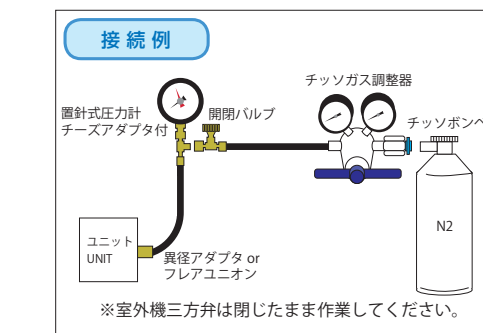 接続例
置針式圧力計
チーズアダプタ付
開閉バルブ
チッソガス調整器
チッソボンベ
N2
ユニット
UNIT
異径アダプタ or
フレアユニオン
※室外機三方弁は閉じたまま作業してください。